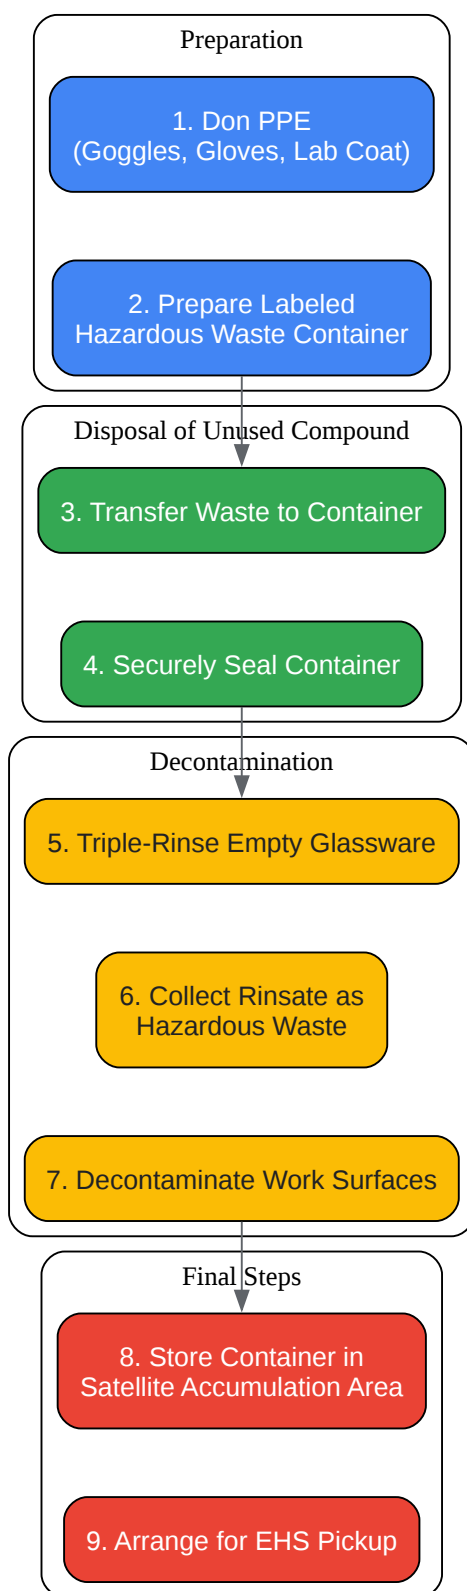 Preparation
1. Don PPE
(Goggles, Gloves, Lab Coat)
2. Prepare Labeled
Hazardous Waste Container
Disposal of Unused Compound
3. Transfer Waste to Container
4. Securely Seal Container
Decontamination
5. Triple-Rinse Empty Glassware
6. Collect Rinsate as
Hazardous Waste
7. Decontaminate Work Surfaces
Final Steps
8. Store Container in
Satellite Accumulation Area
9. Arrange for EHS Pickup